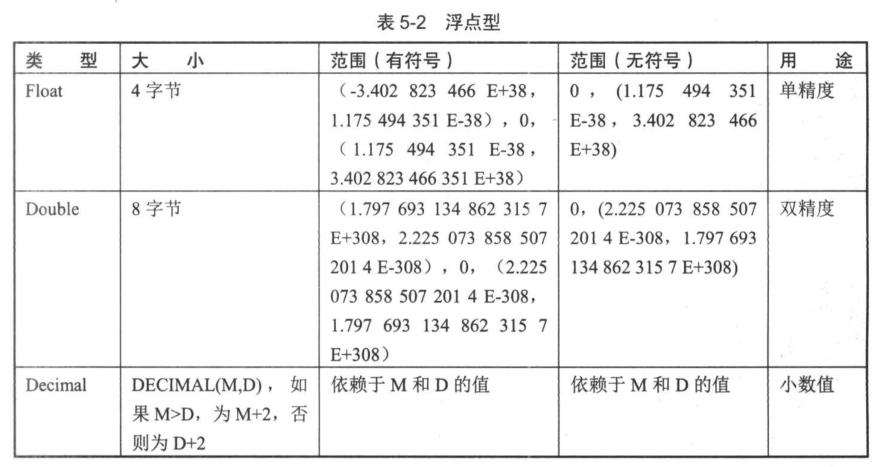 表 5-2 浮点型
类 型 大 小 范围（有符号） 范围（无符号） 用 途
Float 4 字节 （-3.402 823 466 E+38， 0 ， (1.175 494 351 单精度
1.175 494 351 E-38），0， E-38，3.402 823 466
（1.175 494 351 E-38， E+38)
3.402 823 466 351 E+38）
Double 8 字节 （1.797 693 134 862 315 7 0，(2.225 073 858 507 双精度
E+308，2.225 073 858 507 201 4 E-308，1.797 693
201 4 E-308），0，（2.225 134 862 315 7 E+308)
073 858 507 201 4 E-308，
1.797 693 134 862 315 7
E+308）
Decimal DECIMAL(M,D)，如 依赖于 M 和 D 的值 依赖于 M 和 D 的值 小数值
果 M>D，为 M+2，否
则为 D+2